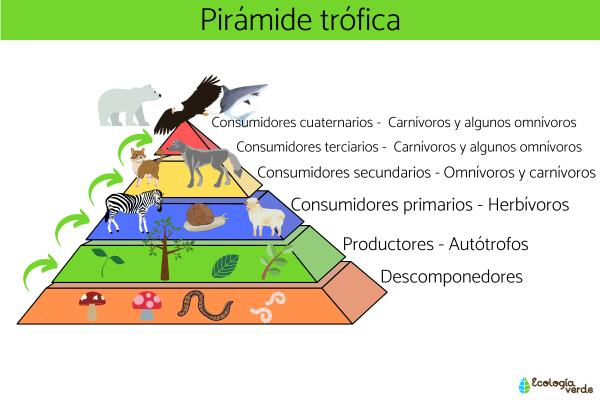 Pirámide trófica
Consumidores cuaternarios - Carnívoros y algunos omnívoros
Consumidores terciarios - Carnívoros y algunos omnívoros
Consumidores secundarios - Omnívoros y carnívoros
Consumidores primarios - Herbívoros
Productores - Autótrofos
Descomponedores
Ecología
verde